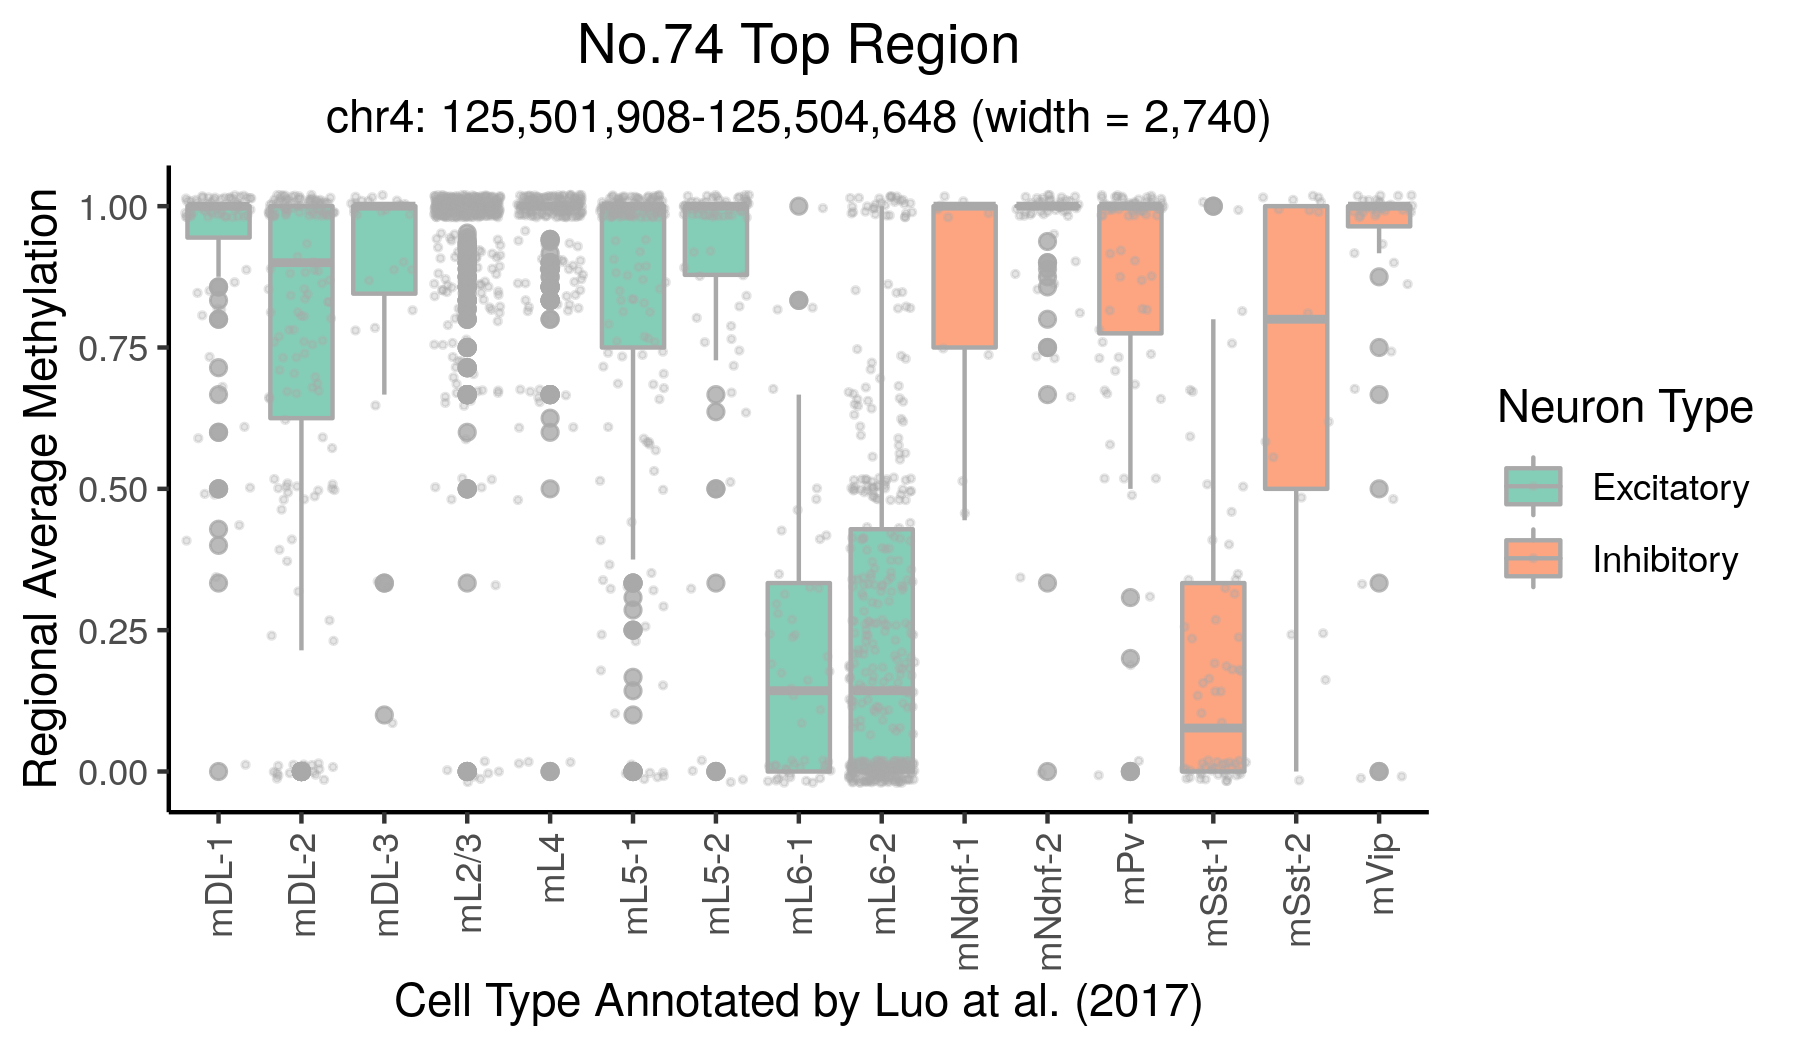 No.74 Top Region
chr4: 125,501,908-125,504,648 (width = 2,740)
Regional Average Methylation
1.00
0.75
0.50
0.25
0.00
mDL-1
mDL-2
mDL-3
mL2/3
mL4
mL5-1
mL5-2
mL6-1
mL6-2
mNdnf-1
mNdnf-2
mPv
mSst-1
mSst-2
mVip
Cell Type Annotated by Luo at al. (2017)
Neuron Type
Excitatory
Inhibitory